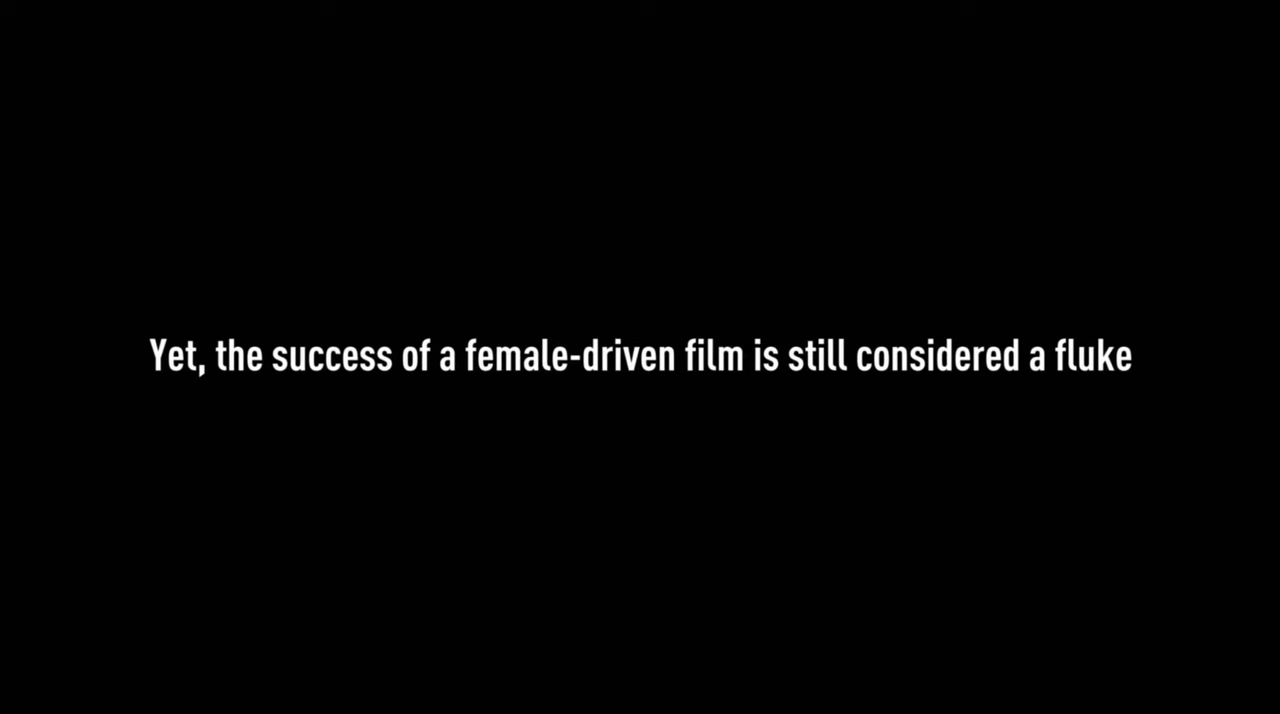 Yet, the success of a female-driven film is still considered a fluke